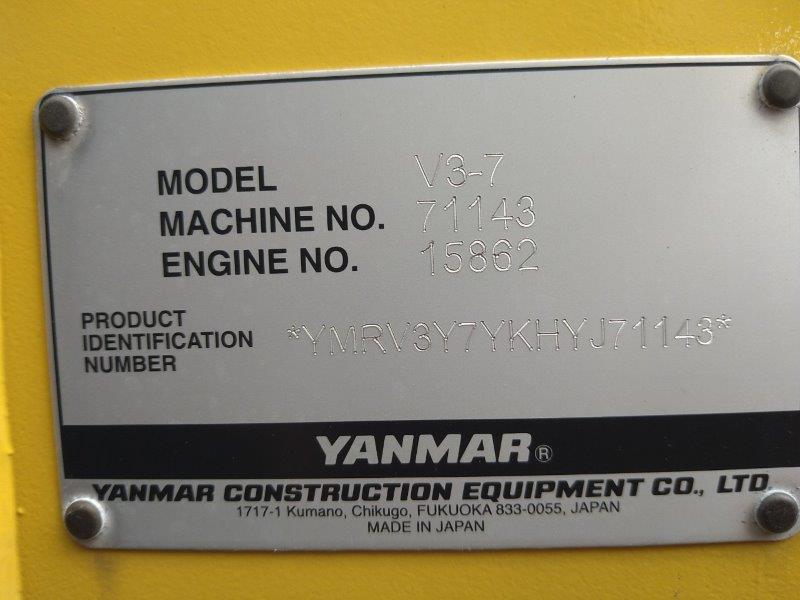 MODEL V3-7
MACHINE NO. 71143
ENGINE NO. 15862
PRODUCT
IDENTIFICATION
NUMBER *YMRV3Y7YKHYJ71143*
YANMAR®
YANMAR CONSTRUCTION EQUIPMENT CO., LTD.
1717-1 Kumano, Chikugo, FUKUOKA 833-0055, JAPAN
MADE IN JAPAN